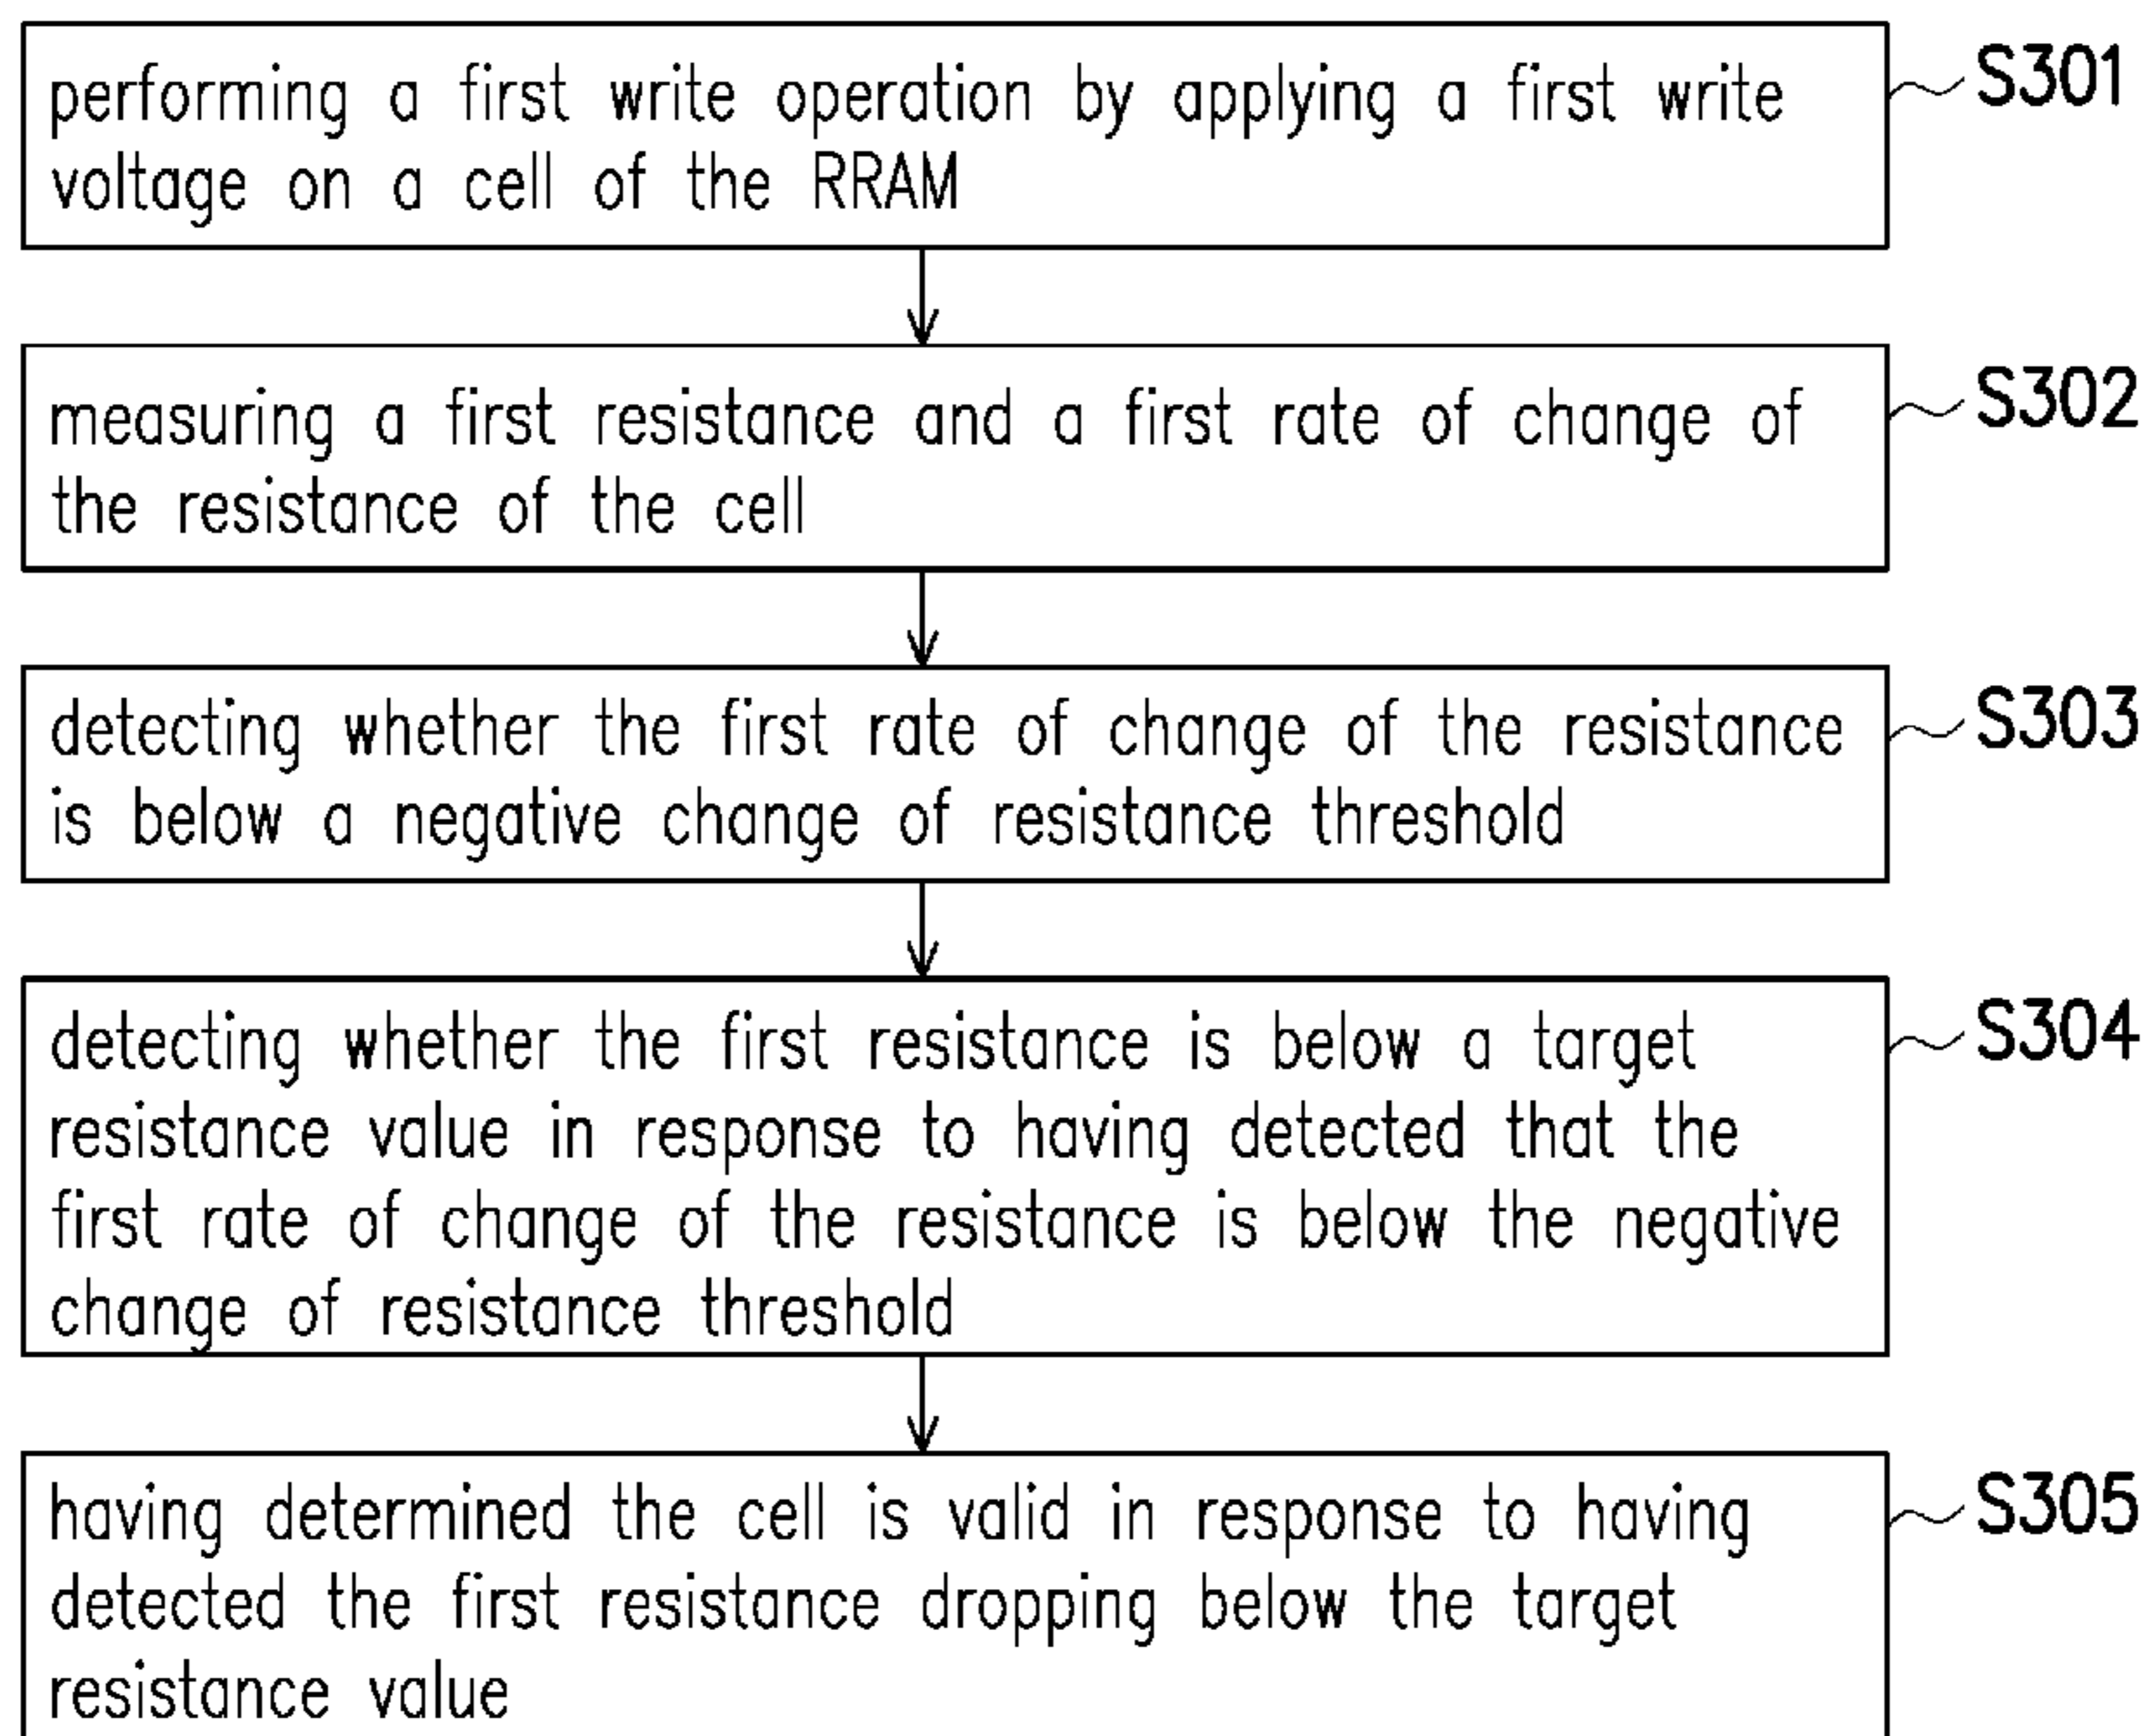 performing a first write operation by applying a first write
voltage on a cell of the RRAM
S301
measuring a first resistance and a first rate of change of
the resistance of the cell
S302
detecting whether the first rate of change of the resistance
is below a negative change of resistance threshold
S303
detecting whether the first resistance is below a target
resistance value in response to having detected that the
first rate of change of the resistance is below the negative
change of resistance threshold
S304
having determined the cell is valid in response to having
detected the first resistance dropping below the target
resistance value
S305